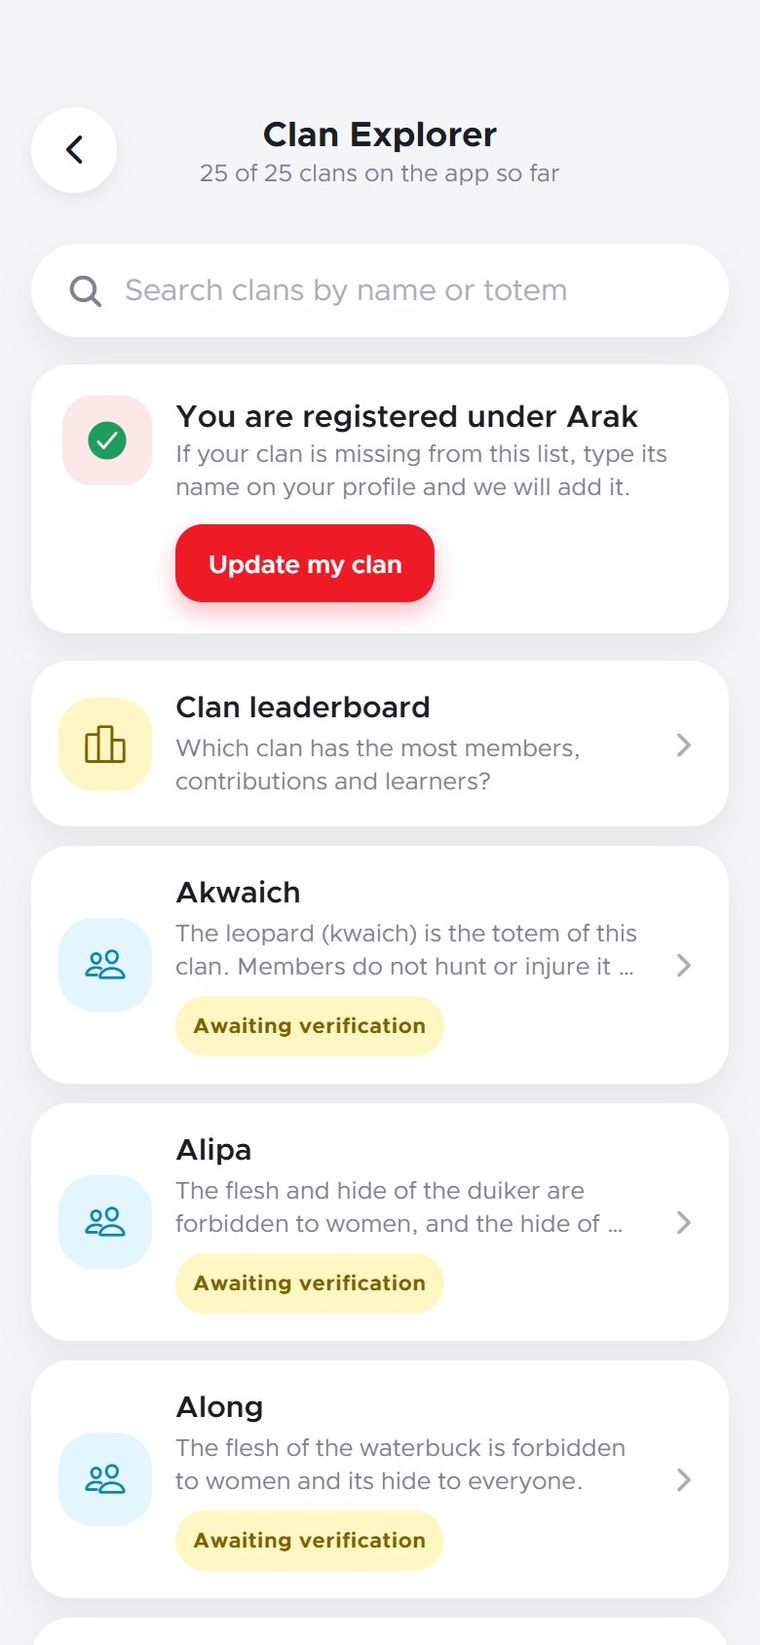 Clan Explorer
25 of 25 clans on the app so far
Search clans by name or totem
You are registered under Arak
If your clan is missing from this list, type its
name on your profile and we will add it.
Update my clan
Clan leaderboard
Which clan has the most members,
contributions and learners?
Akwaich
The leopard (kwaich) is the totem of this
clan. Members do not hunt or injure it ...
Awaiting verification
Alipa
The flesh and hide of the duiker are
forbidden to women, and the hide of ...
Awaiting verification
Along
The flesh of the waterbuck is forbidden
to women and its hide to everyone.
Awaiting verification